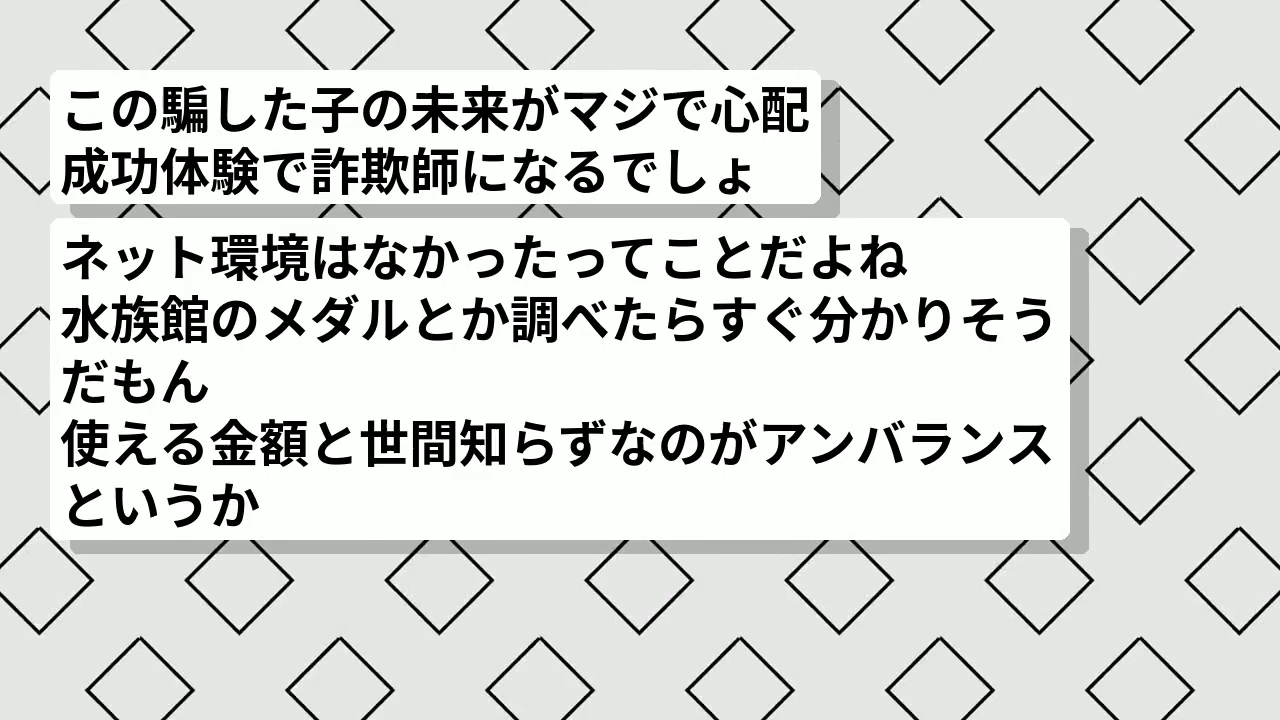 この騙した子の未来がマジで心配
成功体験で詐欺師になるでしょ
ネット環境はなかったってことだよね
水族館のメダルとか調べたらすぐ分かりそう
だもん
使える金額と世間知らずなのがアンバランス
というか